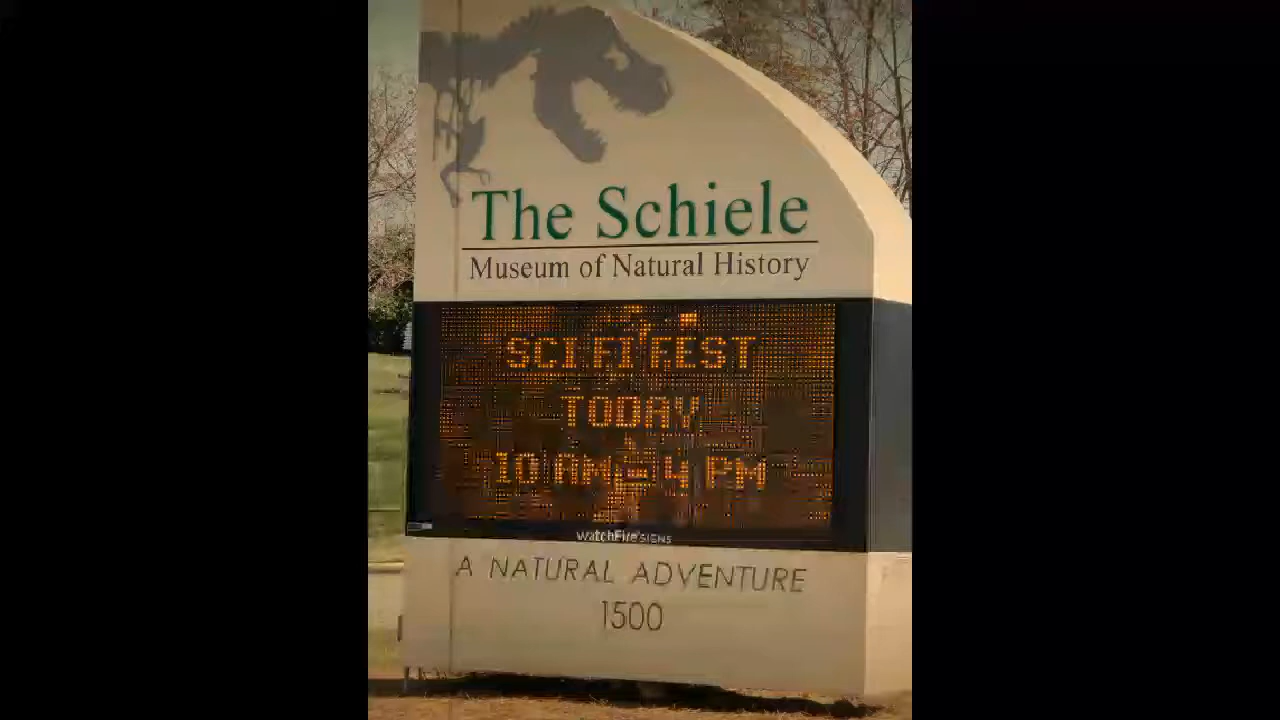 The Schiele
Museum of Natural History
SCI FI FEST
TODAY
10 AM - 4 PM
watchFire SIGNS
A NATURAL ADVENTURE
1500